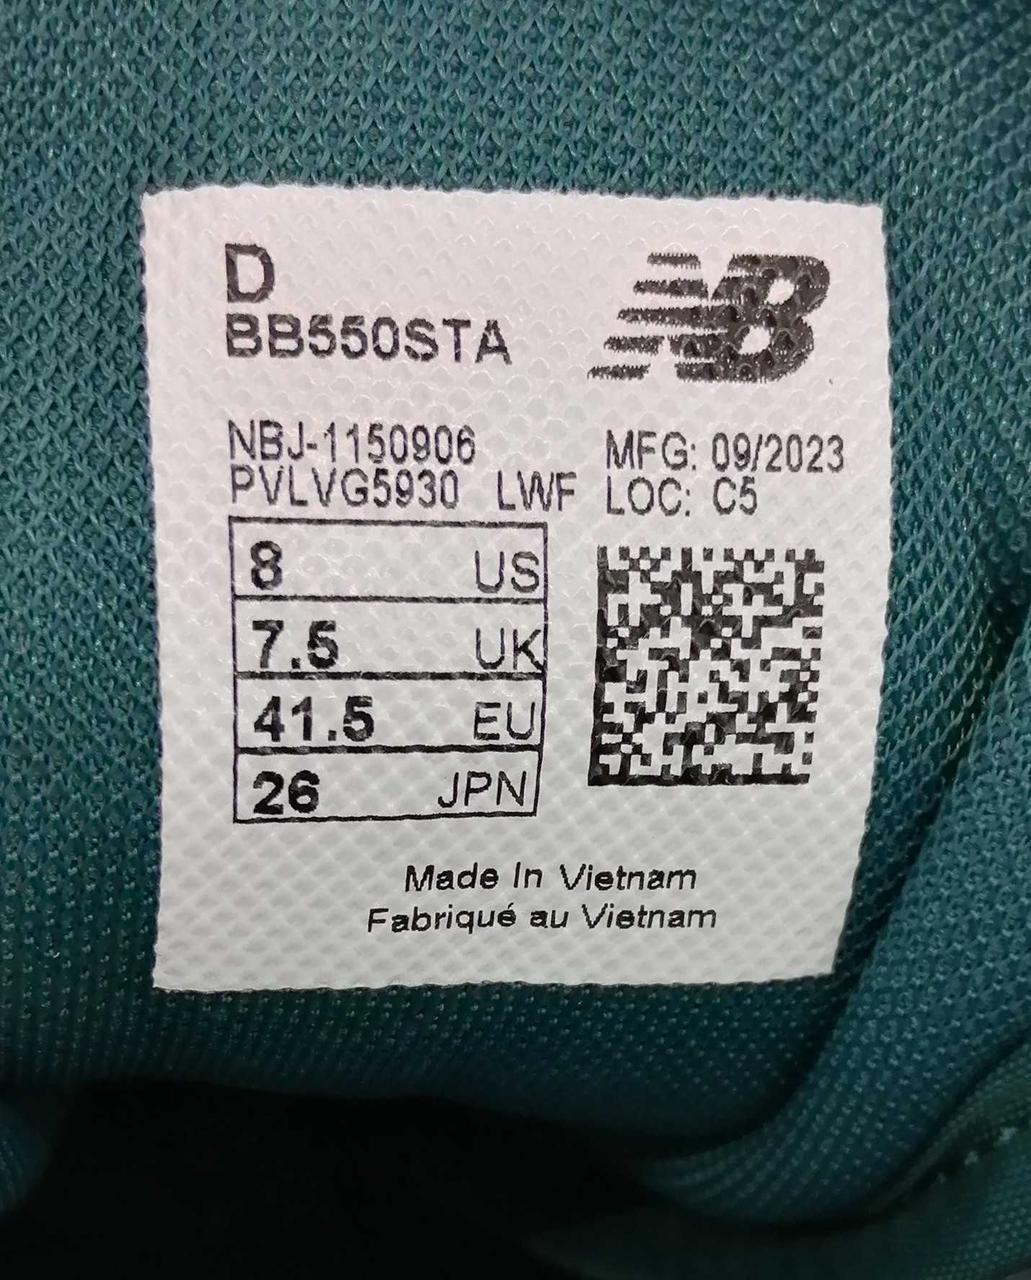 D
BB550STA
NB
NBJ-1150906
PVLVG5930 LWF
MFG: 09/2023
LOC: C5
8 US
7.5 UK
41.5 EU
26 JPN
Made In Vietnam
Fabriqué au Vietnam